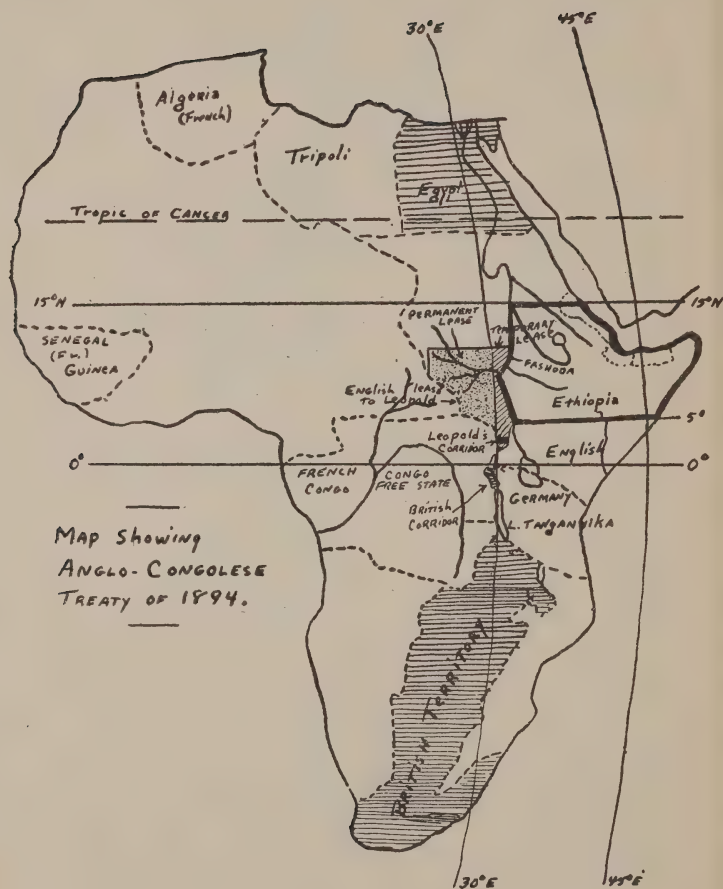 30°E
45°E
Algeria
(French)
Tripoli
Egypt
Tropic of Cancer
15°N
15°N
PERMANENT
LEASE
TEMPORARY
LEASE
SENEGAL
(Fr.)
GUINEA
FASHODA
ENGLISH LEASE
TO LEOPOLD
Ethiopia
5°
Leopold's
CORRIDOR
English
0°
0°
FRENCH
CONGO
CONGO
FREE STATE
GERMANY
BRITISH
CORRIDOR
L. TANGANYIKA
MAP Showing
ANGLO-CONGOLESE
TREATY OF 1894.
BRITISH TERRITORY
30°E
45°E